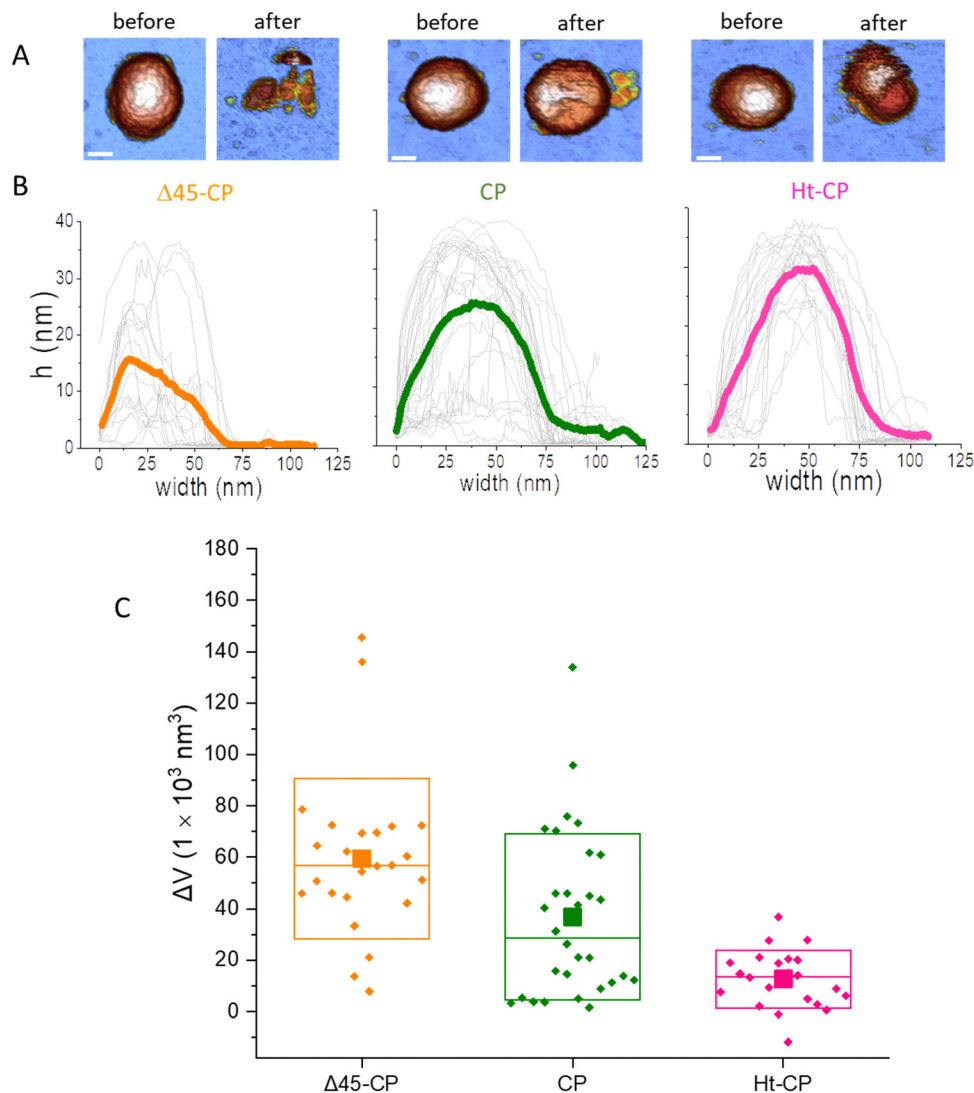 before after before after before after
A
B
Δ45-CP CP Ht-CP
40
30
20
10
0
h (nm)
0 25 50 75 100 125
0 25 50 75 100 125
0 25 50 75 100 125
width (nm) width (nm) width (nm)
C
180
160
140
120
100
80
60
40
20
0
ΔV (1 × 10³ nm³)
Δ45-CP CP Ht-CP